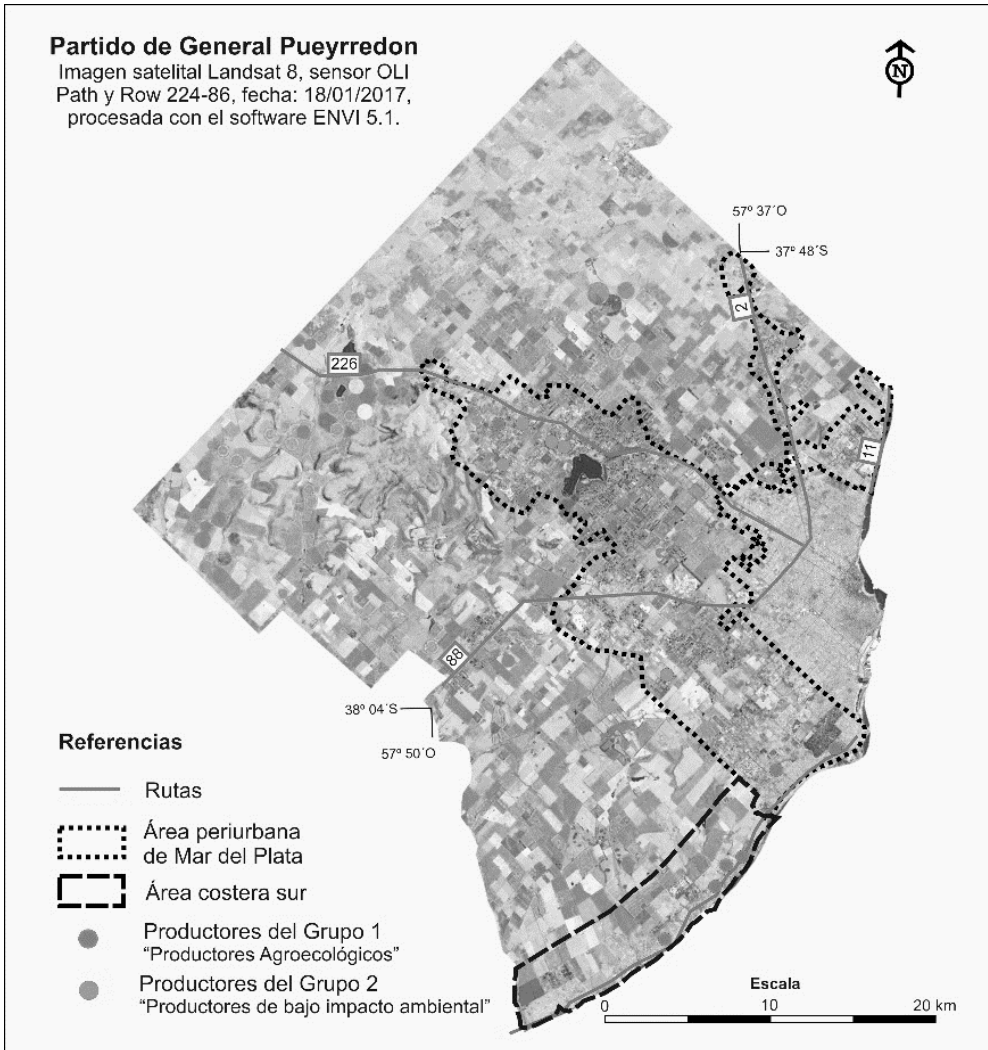 Partido de General Pueyrredon
Imagen satelital Landsat 8, sensor OLI
Path y Row 224-86, fecha: 18/01/2017,
procesada con el software ENVI 5.1.
N
57º 37´O
37º 48´S
2
226
11
88
38º 04´S
57º 50´O
Referencias
Rutas
Área periurbana
de Mar del Plata
Área costera sur
Productores del Grupo 1
“Productores Agroecológicos”
Productores del Grupo 2
“Productores de bajo impacto ambiental”
Escala
0 10 20 km